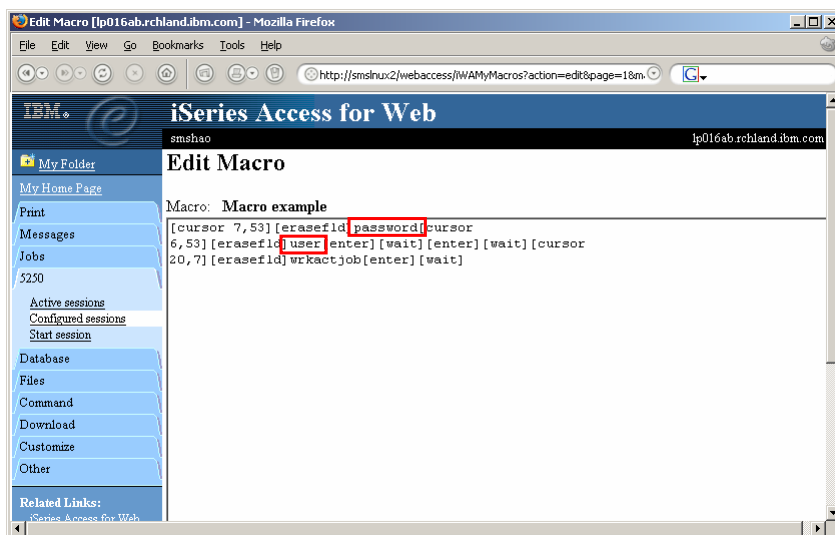 Edit Macro [lp016ab.rchland.ibm.com] - Mozilla Firefox
File Edit View Go Bookmarks Tools Help
http://smslnux2/webaccess/iWAMyMacros?action=edit&page=1&m
G
IBM
iSeries Access for Web
smshao lp016ab.rchland.ibm.com
My Folder
Edit Macro
My Home Page
Macro: Macro example
Print
[cursor 7,53][erasefld]password[cursor
Messages
6,53][erasefld]user[enter][wait][enter][wait][cursor
Jobs
20,7][erasefld]wrkactjob[enter][wait]
5250
Active sessions
Configured sessions
Start session
Database
Files
Command
Download
Customize
Other
Related Links:
iSeries Access for Web